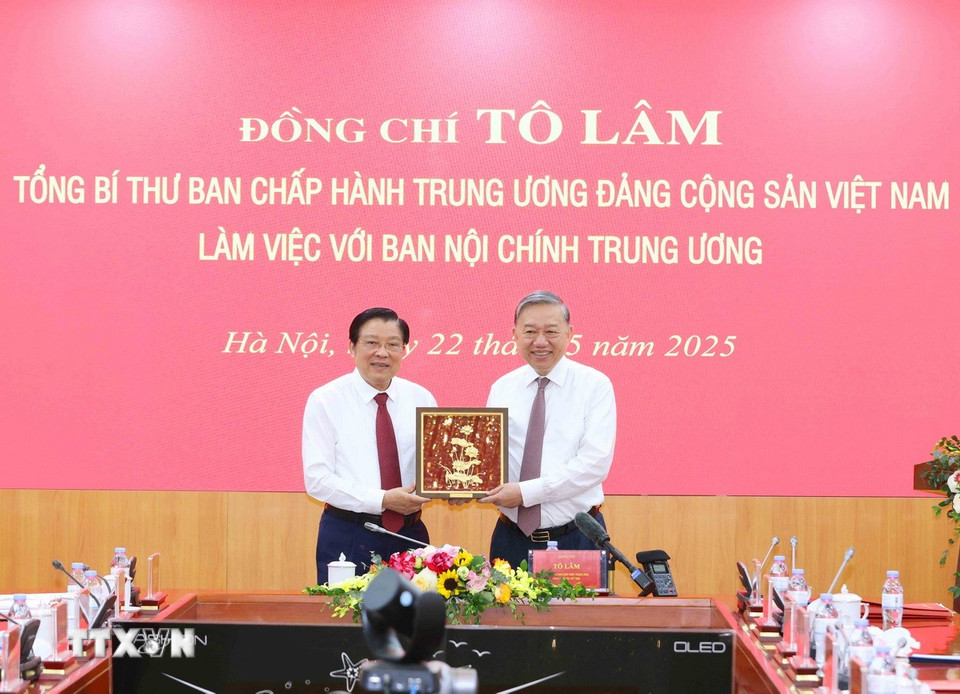 ĐỒNG CHÍ TÔ LÂM
TỔNG BÍ THƯ BAN CHẤP HÀNH TRUNG ƯƠNG ĐẢNG CỘNG SẢN VIỆT NAM
LÀM VIỆC VỚI BAN NỘI CHÍNH TRUNG ƯƠNG
Hà Nội, y 22 th 5 năm 2025
TÔ LÂM
OLED
TTXVN